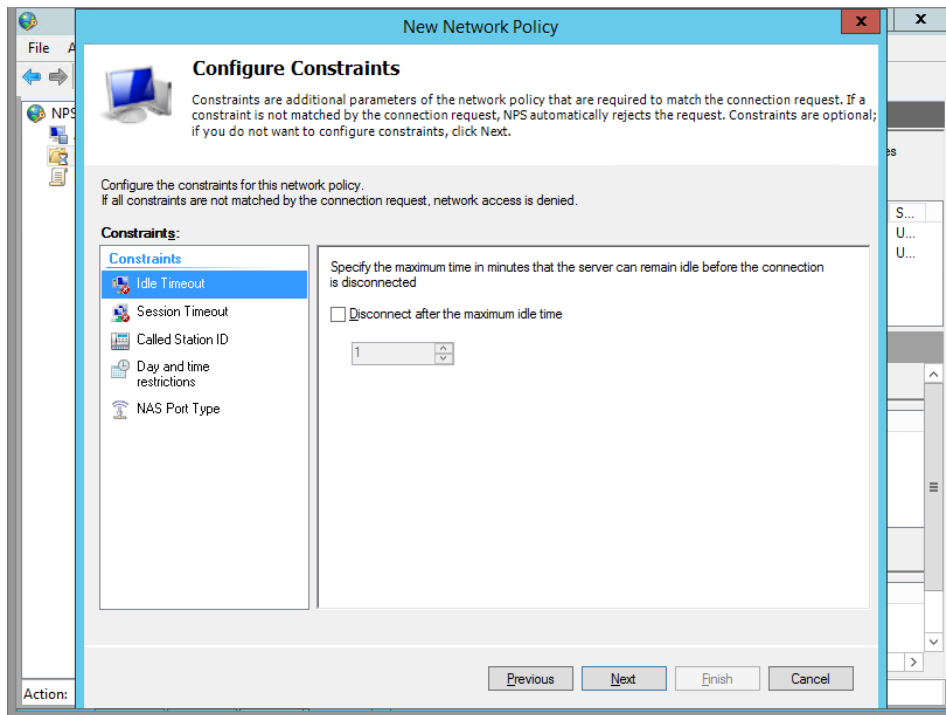 New Network Policy
x
x
File A
Configure Constraints
Constraints are additional parameters of the network policy that are required to match the connection request. If a
constraint is not matched by the connection request, NPS automatically rejects the request. Constraints are optional;
if you do not want to configure constraints, click Next.
NPS
es
Configure the constraints for this network policy.
If all constraints are not matched by the connection request, network access is denied.
S...
U...
U...
Constraints:
Constraints
Idle Timeout
Session Timeout
Called Station ID
Day and time
restrictions
NAS Port Type
Specify the maximum time in minutes that the server can remain idle before the connection
is disconnected
Disconnect after the maximum idle time
1
Previous
Next
Finish
Cancel
Action: